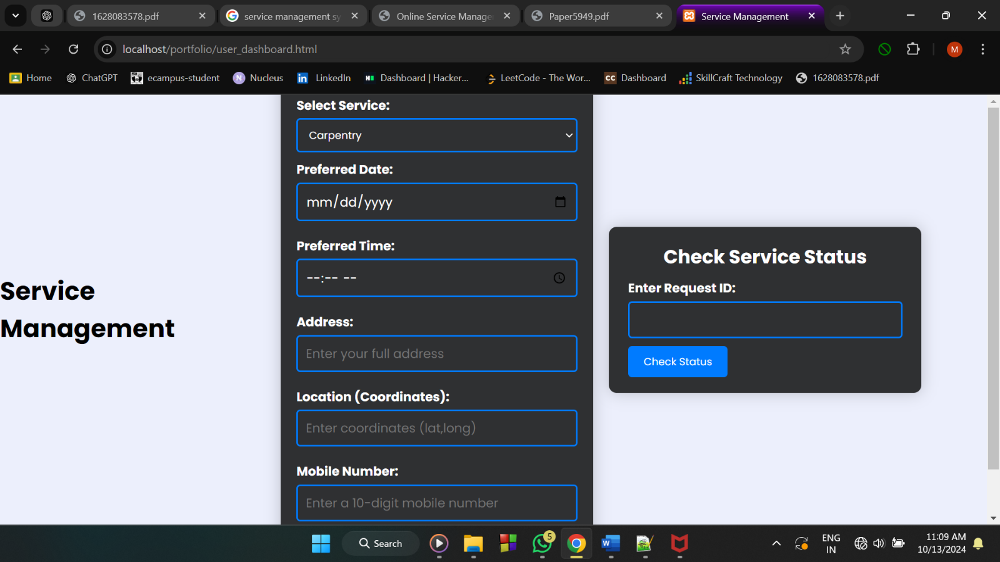 1628083578.pdf
service management sy
Online Service Manage
Paper5949.pdf
Service Management
localhost/portfolio/user_dashboard.html
M
Home
ChatGPT
ecampus-student
N
Nucleus
in
LinkedIn
Dashboard | Hacker...
LeetCode - The Wor...
CC
Dashboard
SkillCraft Technology
1628083578.pdf
Service
Management
Select Service:
Carpentry
Preferred Date:
mm/dd/yyyy
Preferred Time:
--:-- --
Address:
Enter your full address
Location (Coordinates):
Enter coordinates (lat,long)
Mobile Number:
Enter a 10-digit mobile number
Check Service Status
Enter Request ID:
Check Status
Search
5
W
ENG
IN
11:09 AM
10/13/2024